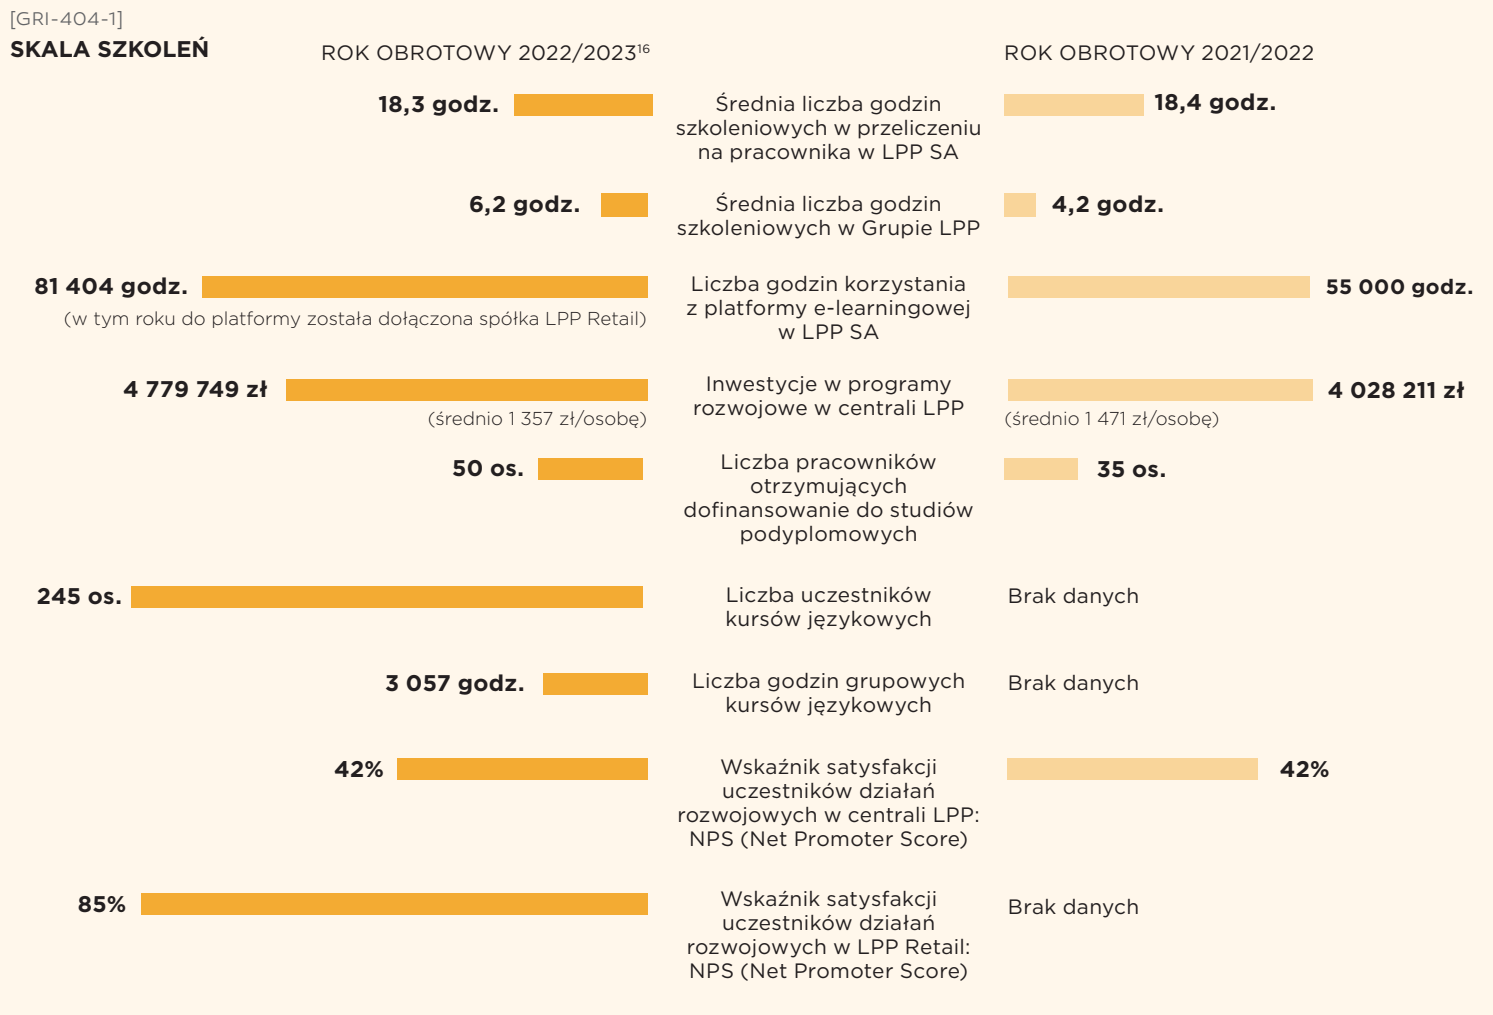 [GRI-404-1]
SKALA SZKOLEŃ
ROK OBROTOWY 2022/2023¹⁶
ROK OBROTOWY 2021/2022
18,3 godz.
Średnia liczba godzin
szkoleniowych w przeliczeniu
na pracownika w LPP SA
18,4 godz.
6,2 godz.
Średnia liczba godzin
szkoleniowych w Grupie LPP
4,2 godz.
81 404 godz.
(w tym roku do platformy została dołączona spółka LPP Retail)
Liczba godzin korzystania
z platformy e-learningowej
w LPP SA
55 000 godz.
4 779 749 zł
(średnio 1 357 zł/osobę)
Inwestycje w programy
rozwojowe w centrali LPP
4 028 211 zł
(średnio 1 471 zł/osobę)
50 os.
Liczba pracowników
otrzymujących
dofinansowanie do studiów
podyplomowych
35 os.
245 os.
Liczba uczestników
kursów językowych
Brak danych
3 057 godz.
Liczba godzin grupowych
kursów językowych
Brak danych
42%
Wskaźnik satysfakcji
uczestników działań
rozwojowych w centrali LPP:
NPS (Net Promoter Score)
42%
85%
Wskaźnik satysfakcji
uczestników działań
rozwojowych w LPP Retail:
NPS (Net Promoter Score)
Brak danych